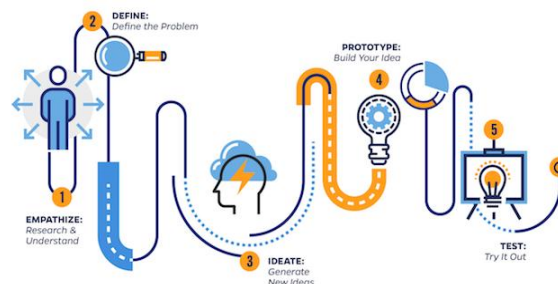 1
EMPATHIZE:
Research &
Understand
2
DEFINE:
Define the Problem
3
IDEATE:
Generate
New Ideas
PROTOTYPE:
Build Your Idea
4
5
TEST:
Try It Out